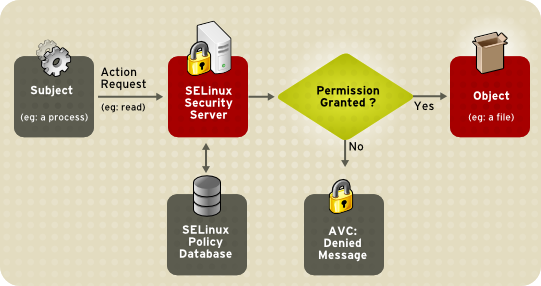 Subject
(eg: a process)
Action
Request
(eg: read)
SELinux
Security
Server
Permission
Granted ?
Yes
Object
(eg: a file)
No
SELinux
Policy
Database
AVC:
Denied
Message